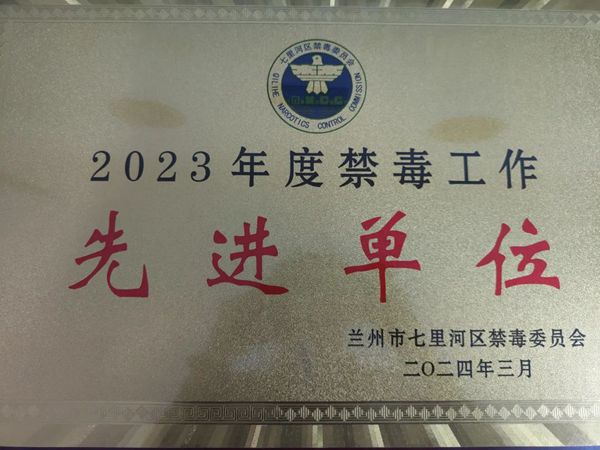 七里河区禁毒委员会
QILIHE NARCOTICS CONTROL COMMISSION
2023年度禁毒工作
先进单位
兰州市七里河区禁毒委员会
二〇二四年三月